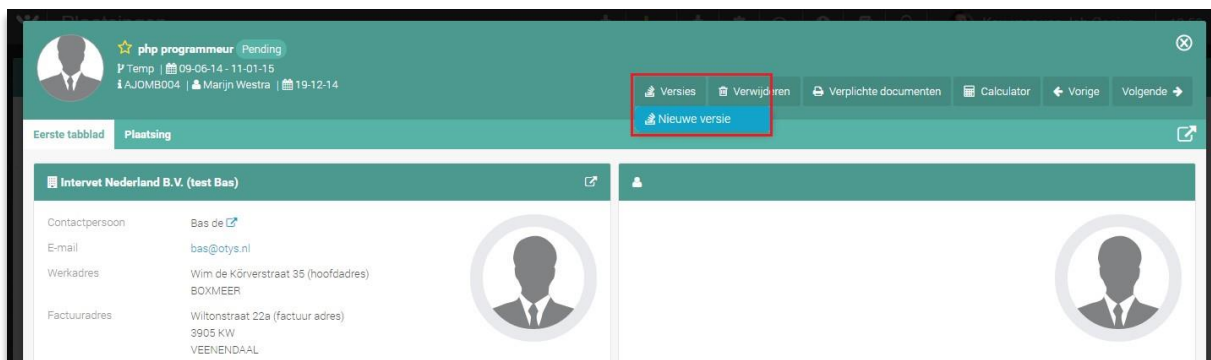 php programmeur Pending
Temp | 09-06-14 - 11-01-15
AJOMB004 | Marijn Westra | 19-12-14
Versies Verwijderen Verplichte documenten Calculator Vorige Volgende
Nieuwe versie
Eerste tabblad Plaatsing
Intervet Nederland B.V. (test Bas)
Contactpersoon Bas de
E-mail bas@otys.nl
Werkadres Wim de Körverstraat 35 (hoofdadres)
BOXMEER
Factuuradres Wiltonstraat 22a (factuur adres)
3905 KW
VEENENDAAL